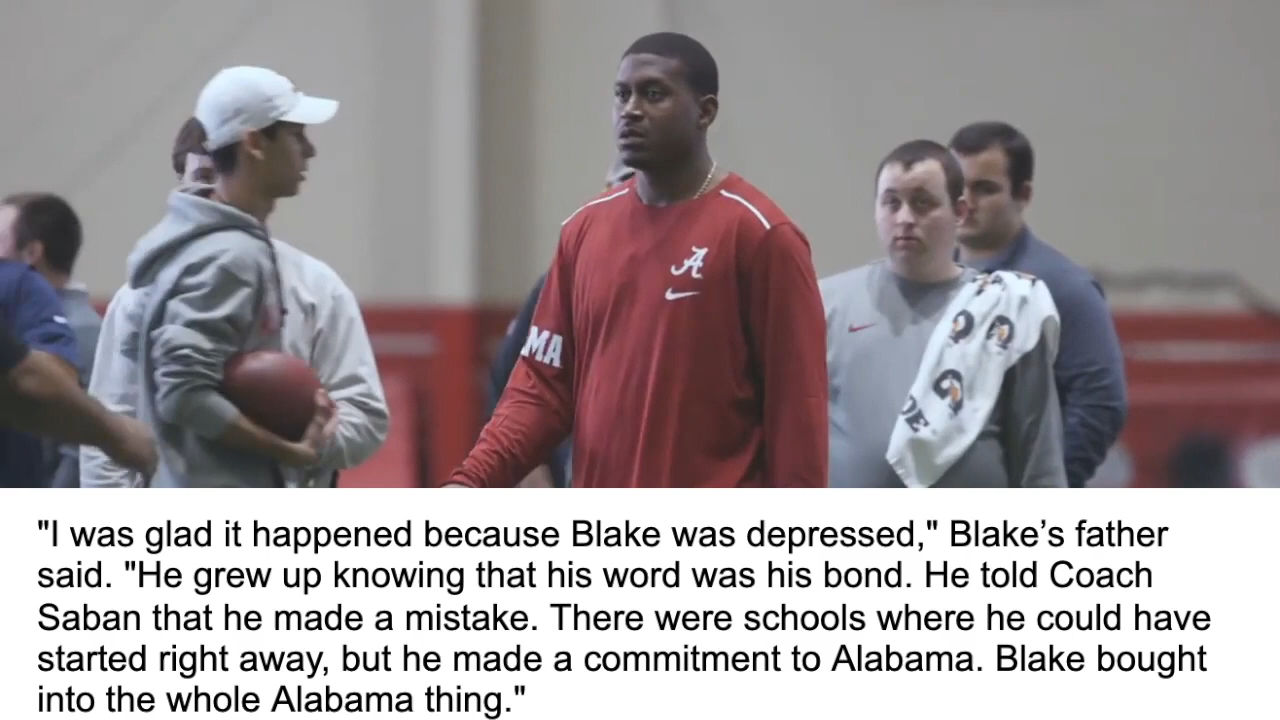 A
MA
DE
"I was glad it happened because Blake was depressed," Blake’s father
said. "He grew up knowing that his word was his bond. He told Coach
Saban that he made a mistake. There were schools where he could have
started right away, but he made a commitment to Alabama. Blake bought
into the whole Alabama thing."